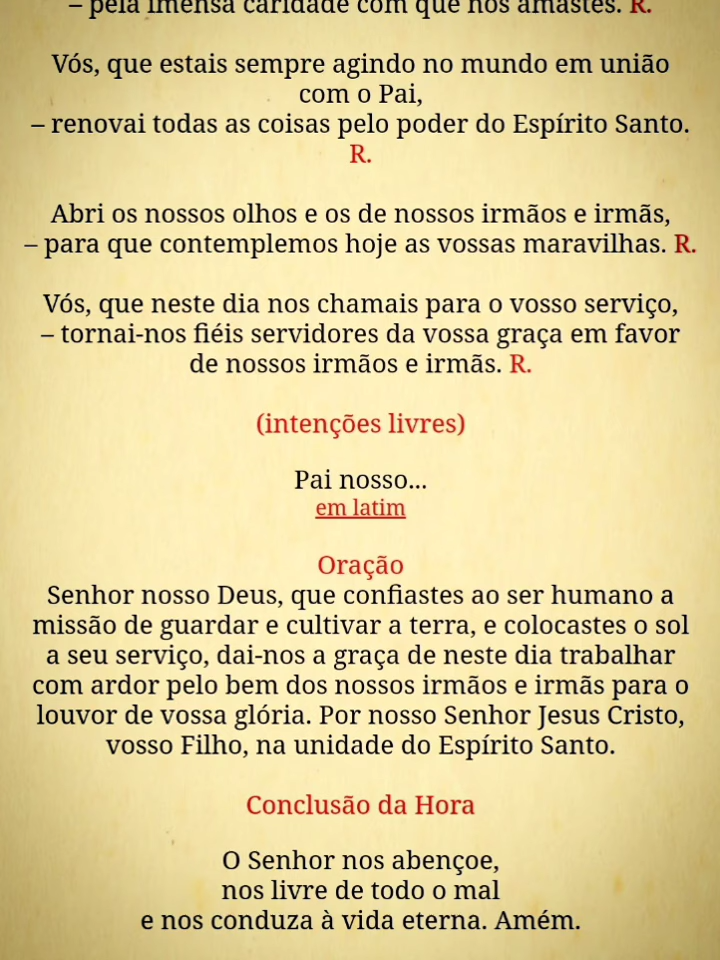 – pela imensa caridade com que nos amastes. R.
Vós, que estais sempre agindo no mundo em união
com o Pai,
– renovai todas as coisas pelo poder do Espírito Santo.
R.
Abri os nossos olhos e os de nossos irmãos e irmãs,
– para que contemplemos hoje as vossas maravilhas. R.
Vós, que neste dia nos chamais para o vosso serviço,
– tornai-nos fiéis servidores da vossa graça em favor
de nossos irmãos e irmãs. R.
(intenções livres)
Pai nosso...
em latim
Oração
Senhor nosso Deus, que confiastes ao ser humano a
missão de guardar e cultivar a terra, e colocastes o sol
a seu serviço, dai-nos a graça de neste dia trabalhar
com ardor pelo bem dos nossos irmãos e irmãs para o
louvor de vossa glória. Por nosso Senhor Jesus Cristo,
vosso Filho, na unidade do Espírito Santo.
Conclusão da Hora
O Senhor nos abençoe,
nos livre de todo o mal
e nos conduza à vida eterna. Amém.